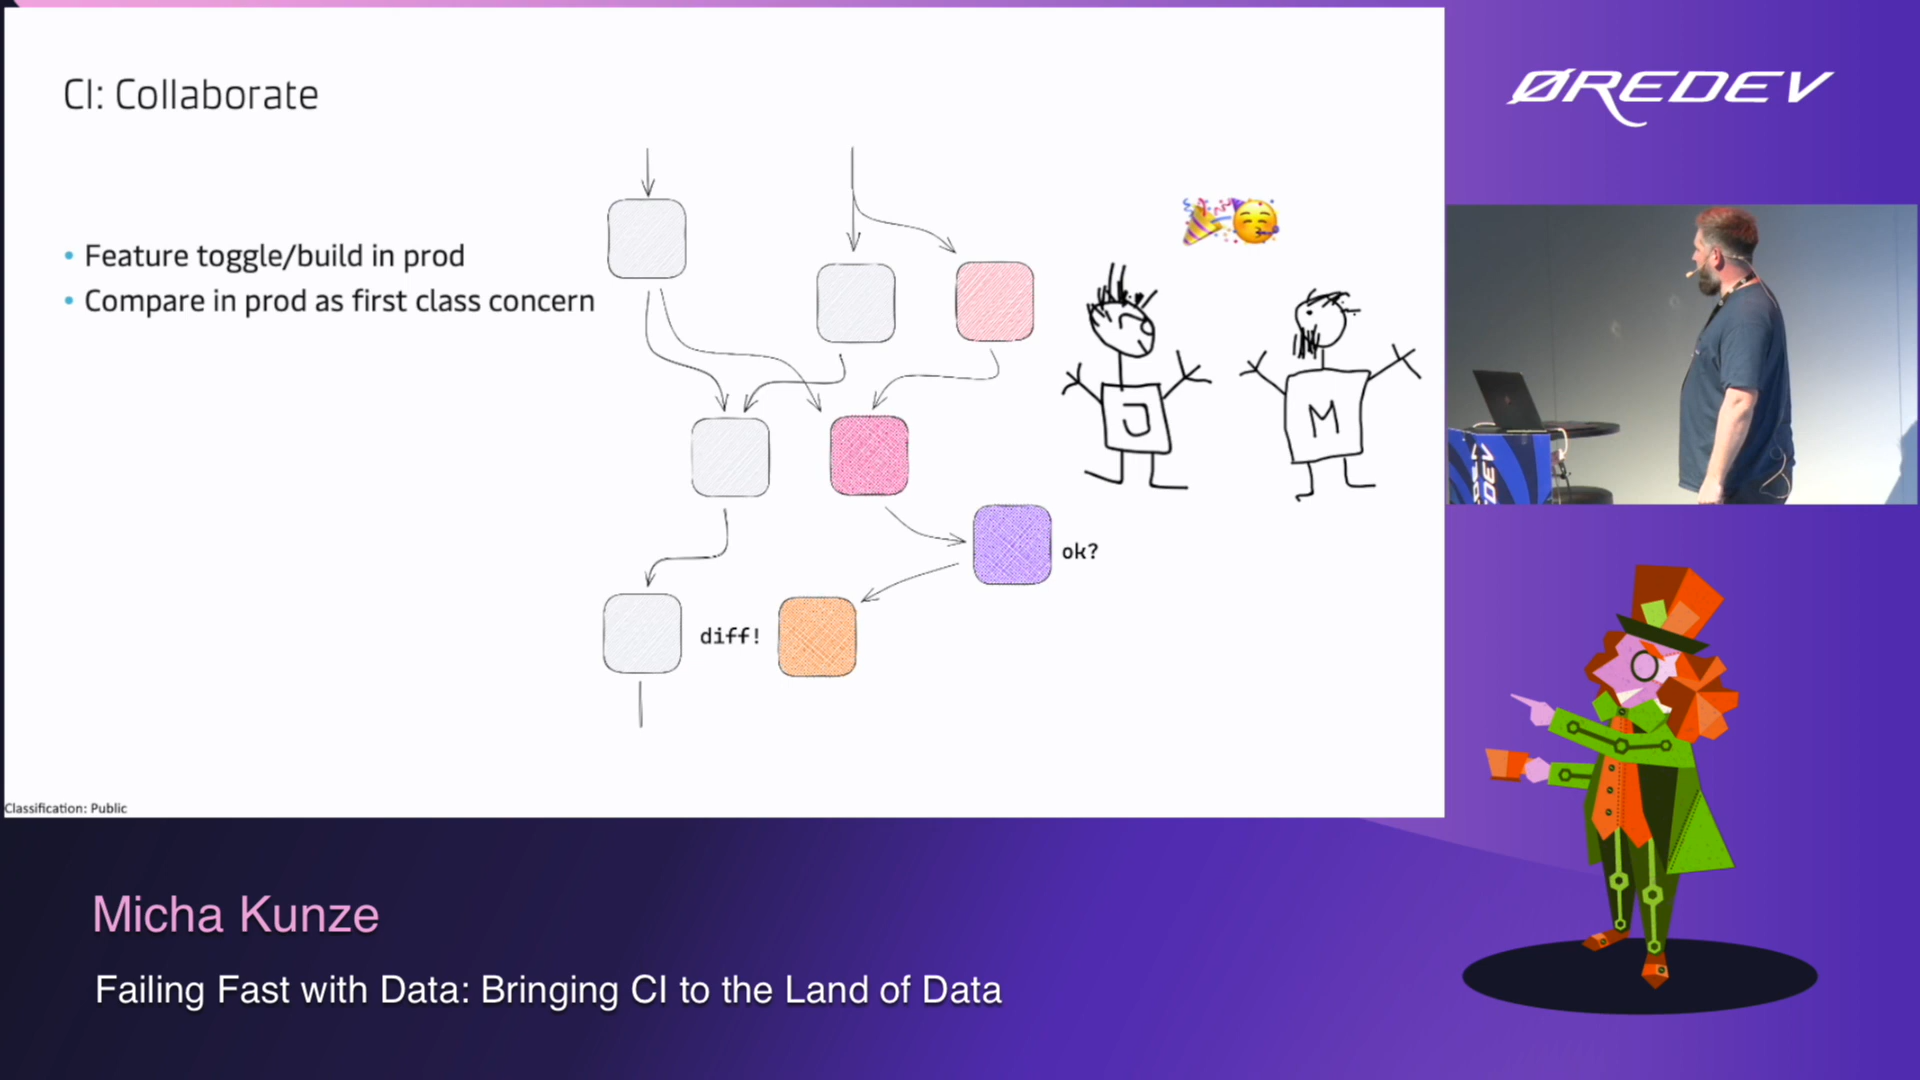 CI: Collaborate
• Feature toggle/build in prod
• Compare in prod as first class concern
J
M
ok?
diff!
Classification: Public
ØREDEV
ØREDEV
Micha Kunze
Failing Fast with Data: Bringing CI to the Land of Data